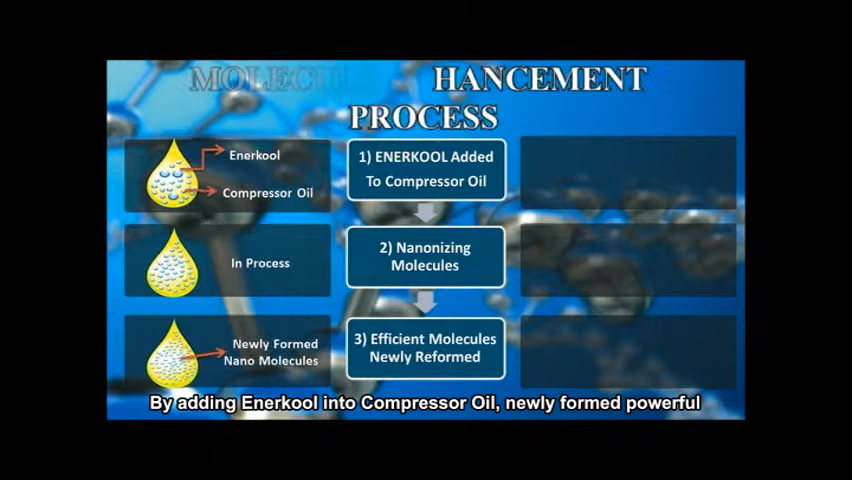 MOLECUL HANCEMENT
PROCESS
Enerkool
Compressor Oil
1) ENERKOOL Added
To Compressor Oil
In Process
2) Nanonizing
Molecules
Newly Formed
Nano Molecules
3) Efficient Molecules
Newly Reformed
By adding Enerkool into Compressor Oil, newly formed powerful